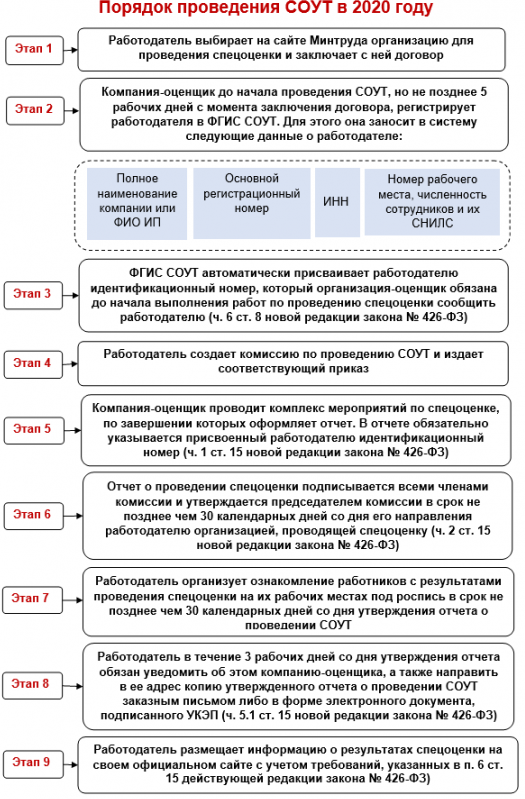 Порядок проведения СОУТ в 2020 году
Этап 1
Работодатель выбирает на сайте Минтруда организацию для
проведения спецоценки и заключает с ней договор
Этап 2
Компания-оценщик до начала проведения СОУТ, но не позднее 5
рабочих дней с момента заключения договора, регистрирует
работодателя в ФГИС СОУТ. Для этого она заносит в систему
следующие данные о работодателе:
Полное
наименование
компании или
ФИО ИП
Основной
регистрационный
номер
ИНН
Номер рабочего
места, численность
сотрудников и их
СНИЛС
Этап 3
ФГИС СОУТ автоматически присваивает работодателю
идентификационный номер, который организация-оценщик обязана
до начала выполнения работ по проведению спецоценки сообщить
работодателю (ч. 6 ст. 8 новой редакции закона № 426-ФЗ)
Этап 4
Работодатель создает комиссию по проведению СОУТ и издает
соответствующий приказ
Этап 5
Компания-оценщик проводит комплекс мероприятий по спецоценке,
по завершении которых оформляет отчет. В отчете обязательно
указывается присвоенный работодателю идентификационный
номер (ч. 1 ст. 15 новой редакции закона № 426-ФЗ)
Этап 6
Отчет о проведении спецоценки подписывается всеми членами
комиссии и утверждается председателем комиссии в срок не
позднее чем 30 календарных дней со дня его направления
работодателю организацией, проводящей спецоценку (ч. 2 ст. 15
новой редакции закона № 426-ФЗ)
Этап 7
Работодатель организует ознакомление работников с результатами
проведения спецоценки на их рабочих местах под роспись в срок не
позднее чем 30 календарных дней со дня утверждения отчета о
проведении СОУТ
Этап 8
Работодатель в течение 3 рабочих дней со дня утверждения отчета
обязан уведомить об этом компанию-оценщика, а также направить
в ее адрес копию утвержденного отчета о проведении СОУТ
заказным письмом либо в форме электронного документа,
подписанного УКЭП (ч. 5.1 ст. 15 новой редакции закона № 426-ФЗ)
Этап 9
Работодатель размещает информацию о результатах спецоценки на
своем официальном сайте с учетом требований, указанных в п. 6 ст.
15 действующей редакции закона № 426-ФЗ)